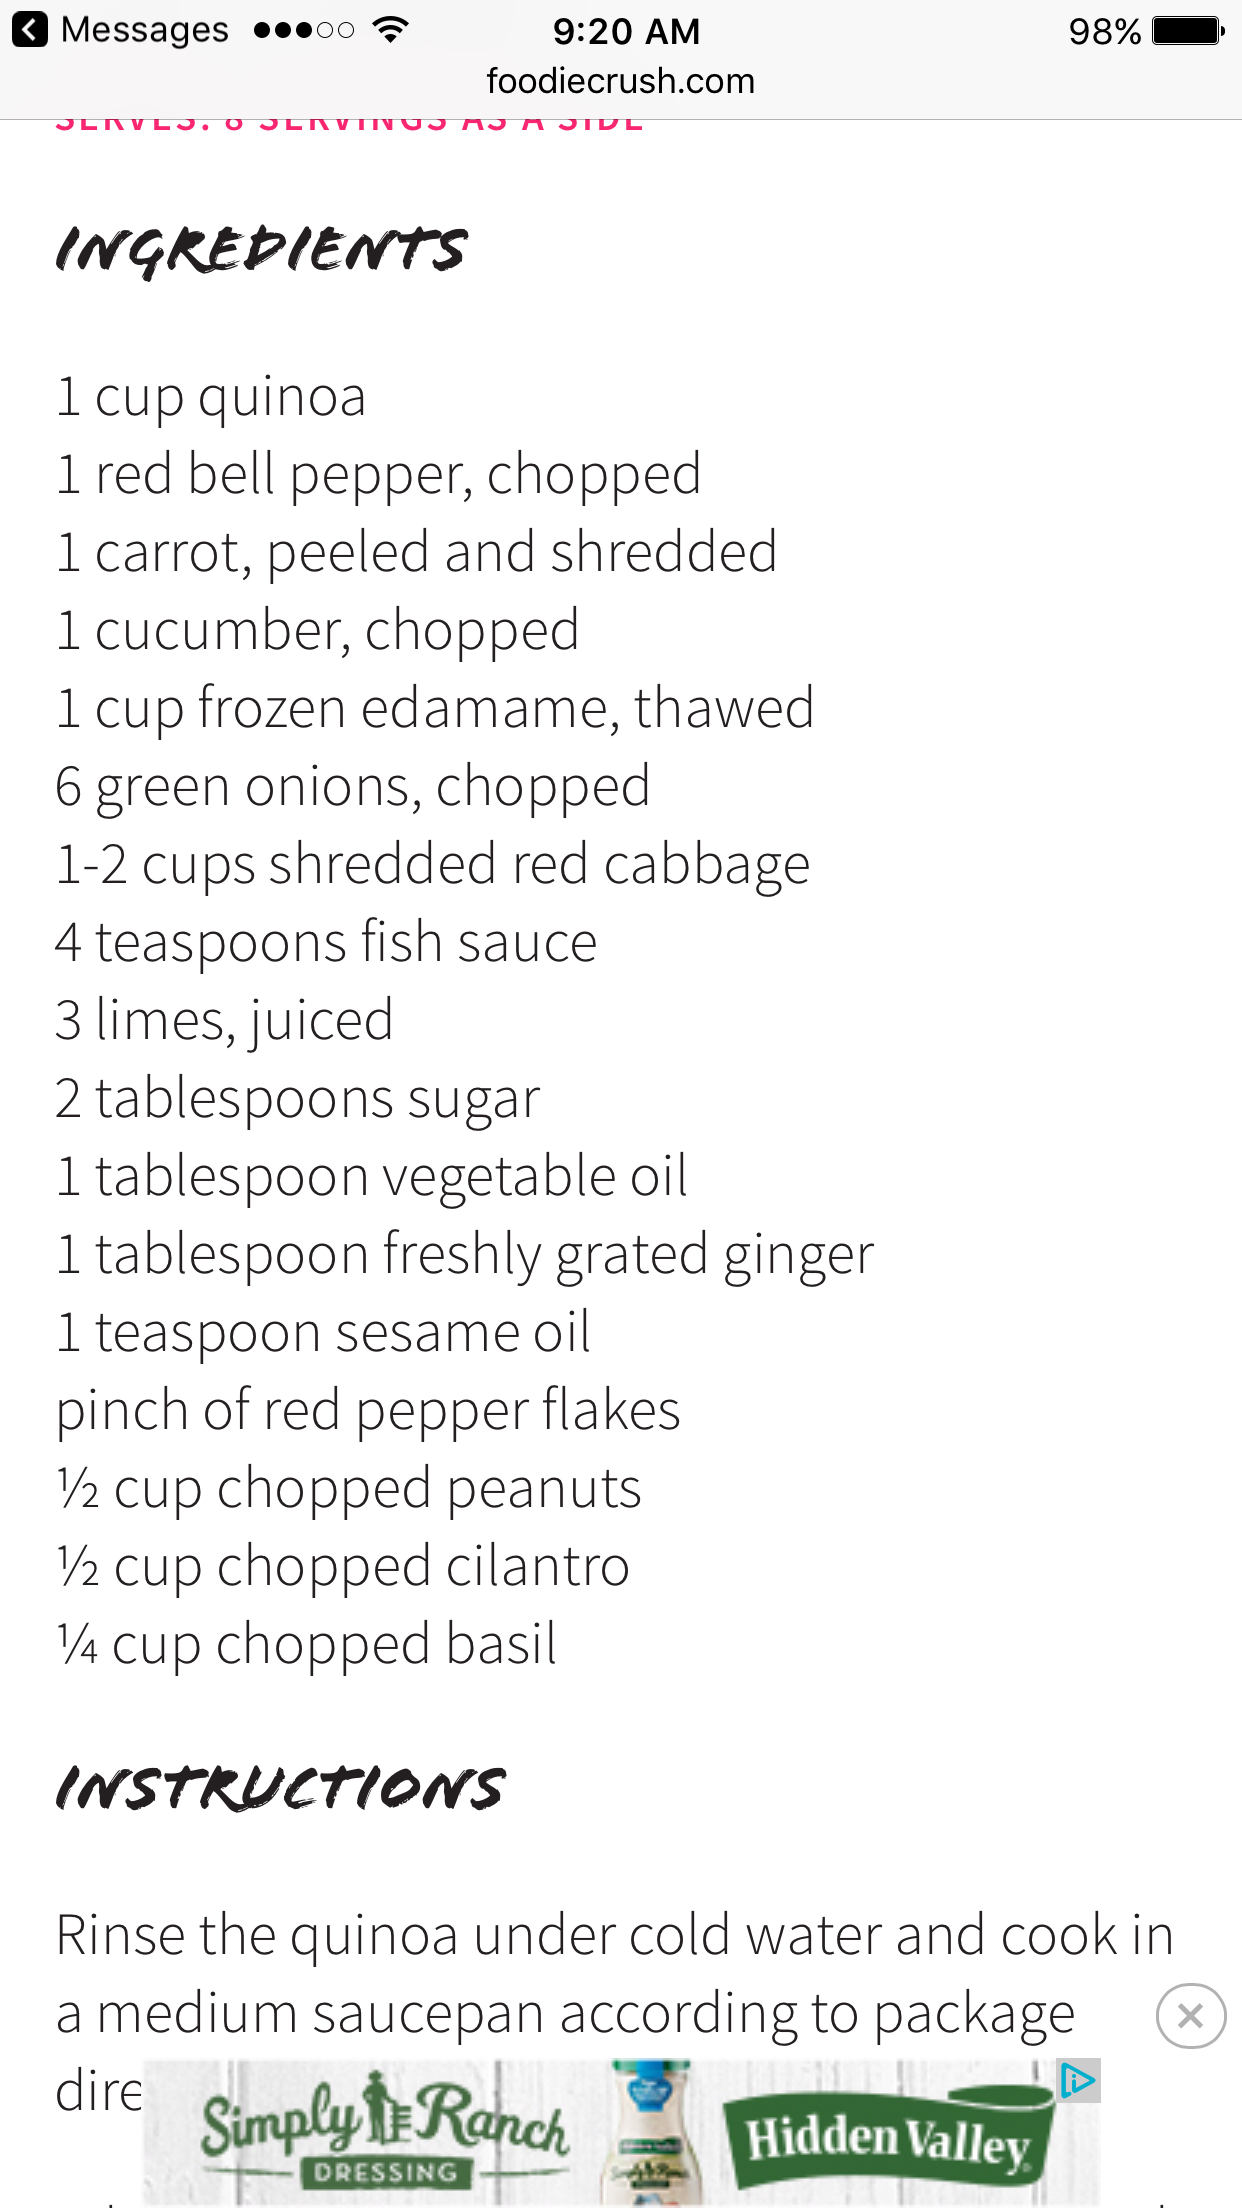 Messages 9:20 AM 98%
foodiecrush.com
SERVES: 8 SERVINGS AS A SIDE
INGREDIENTS
1 cup quinoa
1 red bell pepper, chopped
1 carrot, peeled and shredded
1 cucumber, chopped
1 cup frozen edamame, thawed
6 green onions, chopped
1-2 cups shredded red cabbage
4 teaspoons fish sauce
3 limes, juiced
2 tablespoons sugar
1 tablespoon vegetable oil
1 tablespoon freshly grated ginger
1 teaspoon sesame oil
pinch of red pepper flakes
½ cup chopped peanuts
½ cup chopped cilantro
¼ cup chopped basil
INSTRUCTIONS
Rinse the quinoa under cold water and cook in
a medium saucepan according to package
dire
Simply Ranch
DRESSING
Hidden Valley